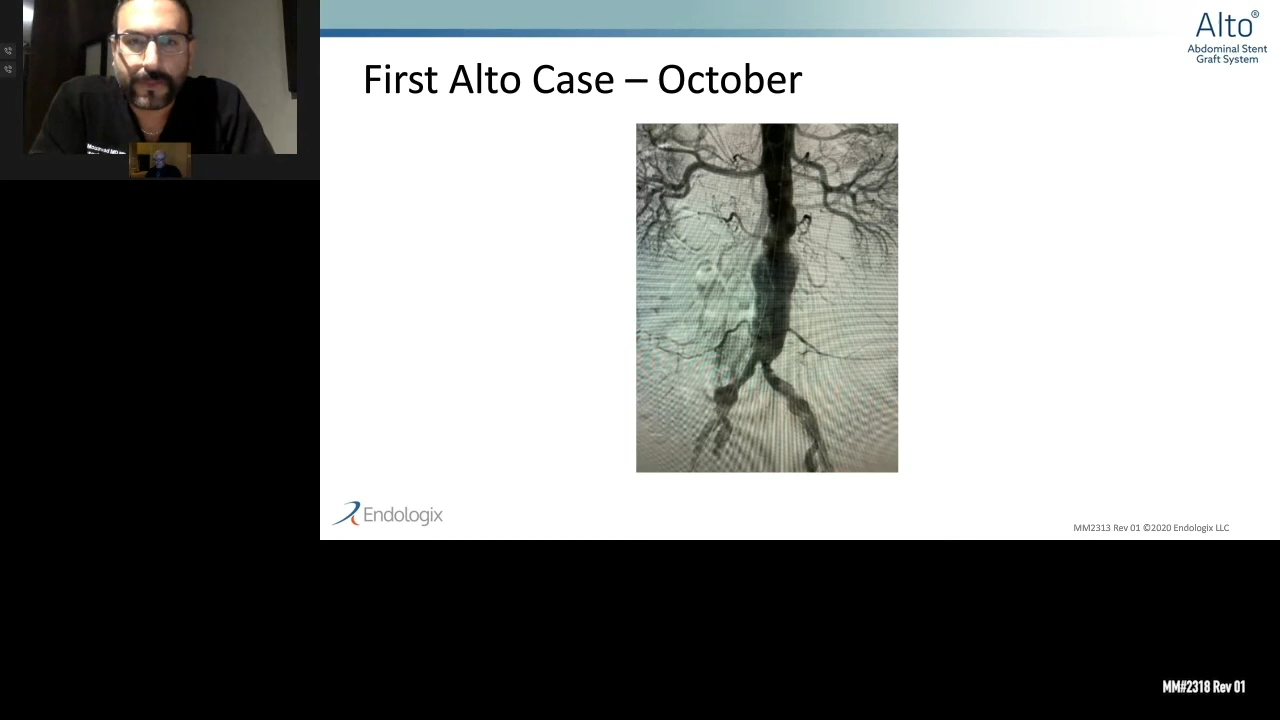 Alto®
Abdominal Stent
Graft System
First Alto Case – October
Endologix
MM2313 Rev 01 ©2020 Endologix LLC
MM#2318 Rev 01